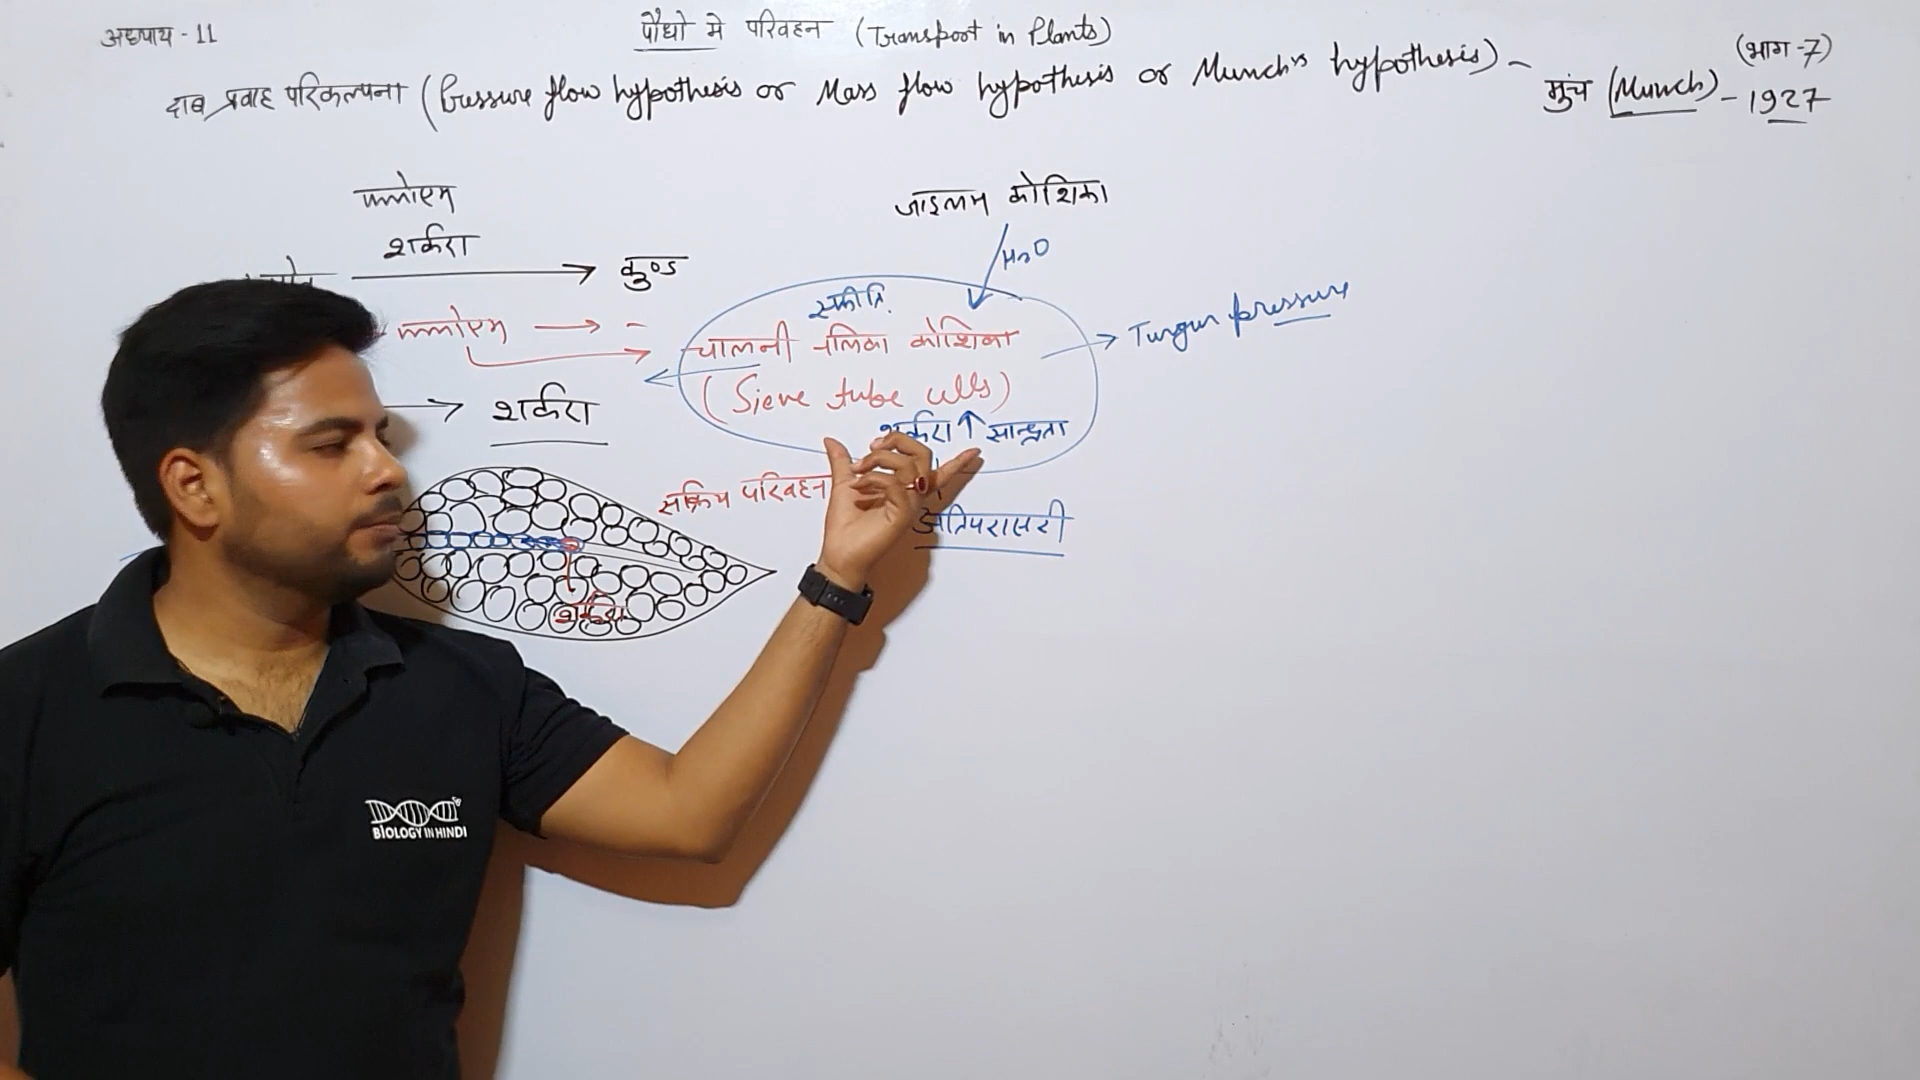 अध्याय - 11
पौधो मे परिवहन (Transport in Plants)
(भाग -7)
दाब प्रवाह परिकल्पना (Pressure flow hypothesis or Mass flow hypothesis or Munch's hypothesis) - मुंच (Munch) - 1927
फ्लोएम
शर्करा
कुण्ड
जाइलम कोशिका
H2O
स्फीति
फ्लोएम
चालनी नलिका कोशिका
(Sieve tube cells)
Turgur pressure
शर्करा
शर्करा ↑ सान्द्रता
सक्रिय परिवहन
अतिपरासरी
शर्करा
BIOLOGY IN HINDI